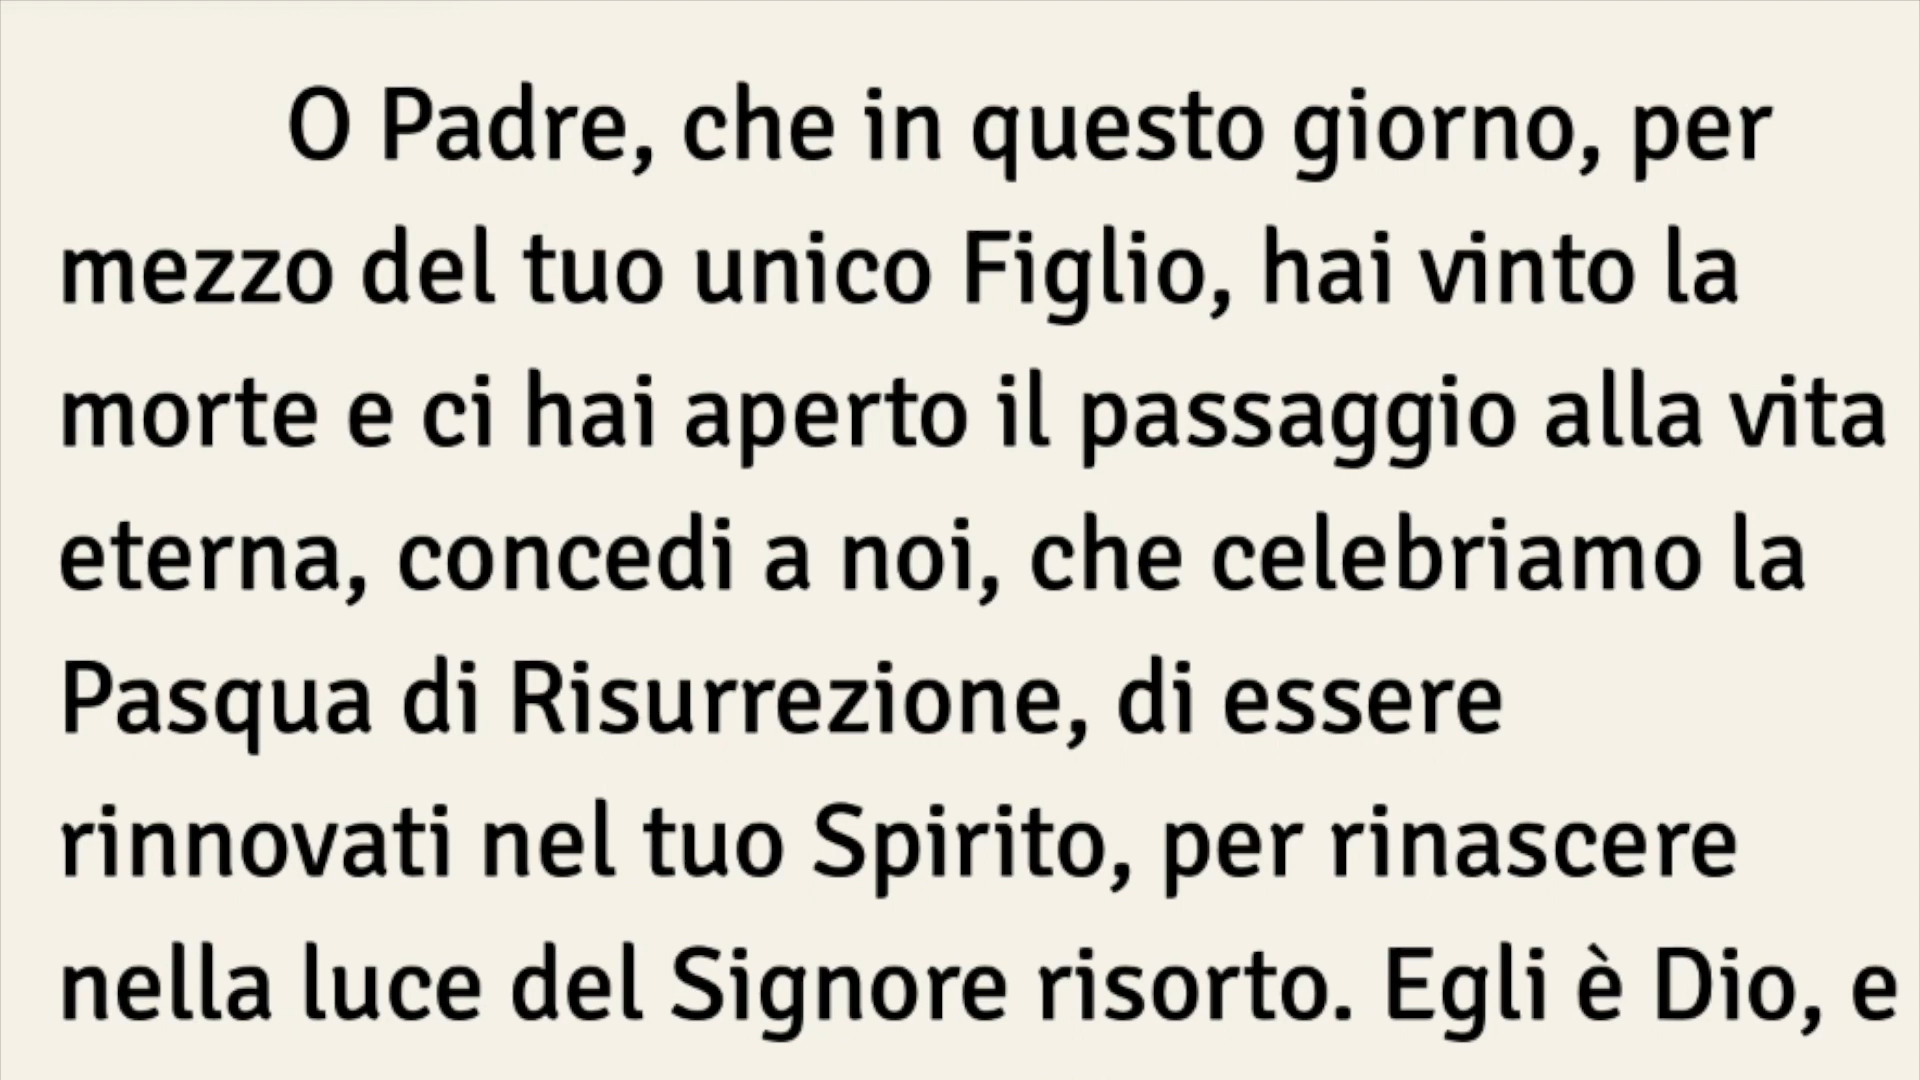 O Padre, che in questo giorno, per
mezzo del tuo unico Figlio, hai vinto la
morte e ci hai aperto il passaggio alla vita
eterna, concedi a noi, che celebriamo la
Pasqua di Risurrezione, di essere
rinnovati nel tuo Spirito, per rinascere
nella luce del Signore risorto. Egli è Dio, e